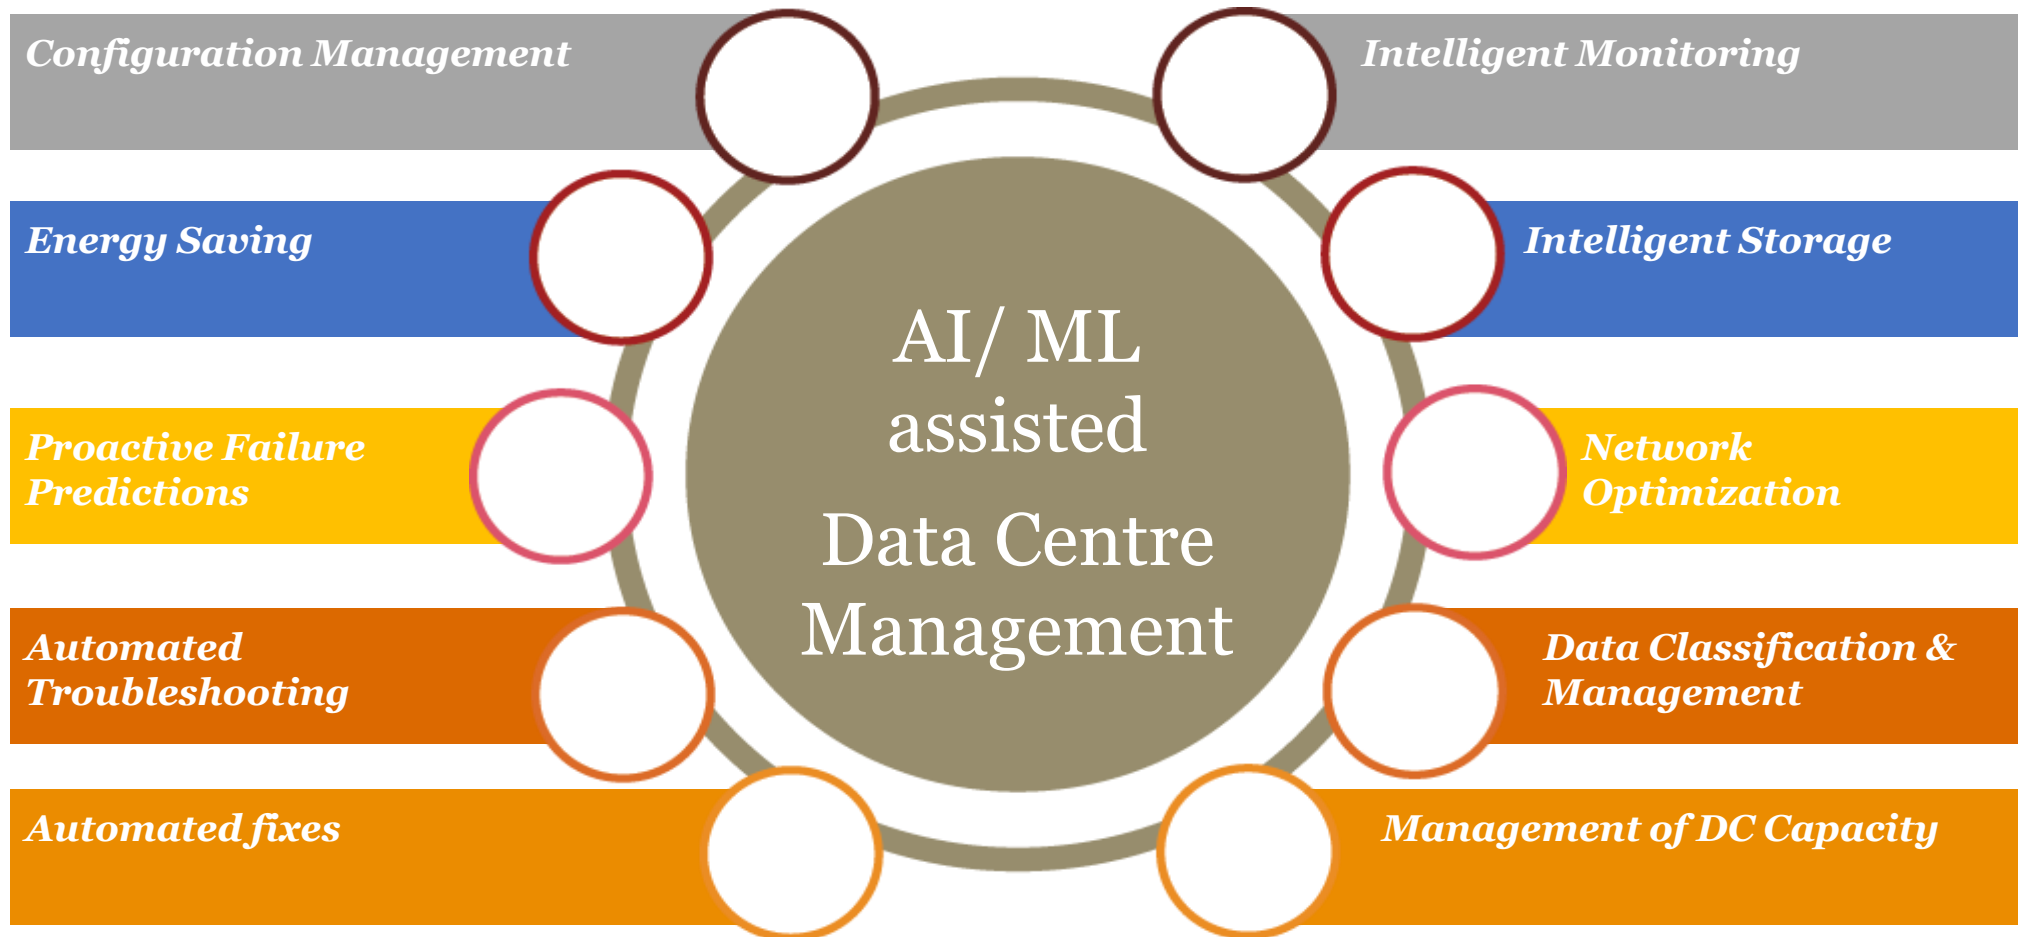 Configuration Management
Intelligent Monitoring
Energy Saving
Intelligent Storage
AI/ ML
assisted
Data Centre
Management
Proactive Failure
Predictions
Network
Optimization
Automated
Troubleshooting
Data Classification &
Management
Automated fixes
Management of DC Capacity